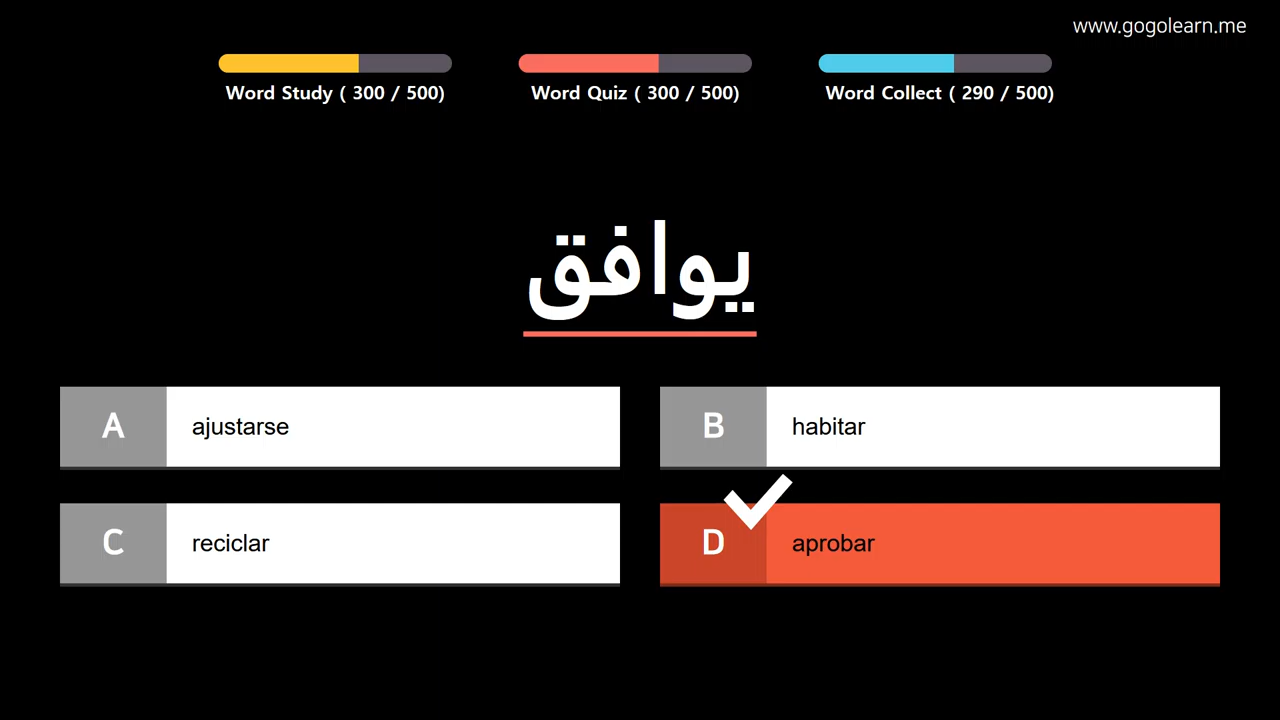 www.gogolearn.me
Word Study ( 300 / 500)
Word Quiz ( 300 / 500)
Word Collect ( 290 / 500)
يوافق
A
ajustarse
B
habitar
C
reciclar
D
aprobar